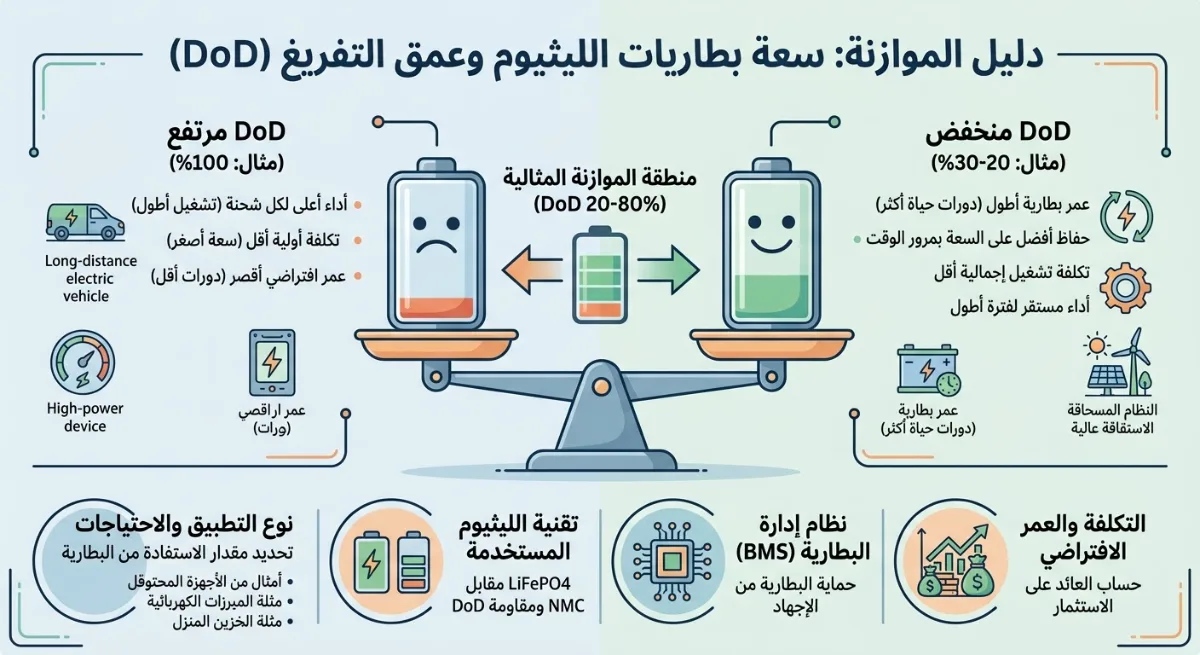 دليل الموازنة: سعة بطاريات الليثيوم وعمق التفريغ (DoD)
DoD منخفض
(مثال: 20-30%)
عمر بطارية أطول (دورات حياة أكثر)
حفاظ أفضل على السعة بمرور الوقت
تكلفة تشغيل إجمالية أقل
أداء مستقر لفترة أطول
النظام المسحاقة
الاستقاقة عالية
عمر بطارية
(دورات حياة أكثر)
منطقة الموازنة المثالية
(DoD 20-80%)
DoD مرتفع
(مثال: 100%)
أداء أعلى لكل شحنة (تشغيل أطول)
تكلفة أولية أقل (سعة أصغر)
عمر افتراضي أقصر (دورات أقل)
Long-distance
electric
vehicle
عمر اراقصي
(ورات)
High-power
device
التكلفة والعمر
الافتراضي
حساب العائد على
الاستثمار
نظام إدارة
البطارية (BMS)
حماية البطارية من
الإجهاد
تقنية الليثيوم
المستخدمة
LiFePO4 مقابل
NMC ومقاومة DoD
نوع التطبيق والاحتياجات
تحديد مقدار الاستفادة من البطارية
• أمثال من الأجهزة المحتوقل
• مثلة المبرزات الكهربائية
• مثلة الخزين المنزل